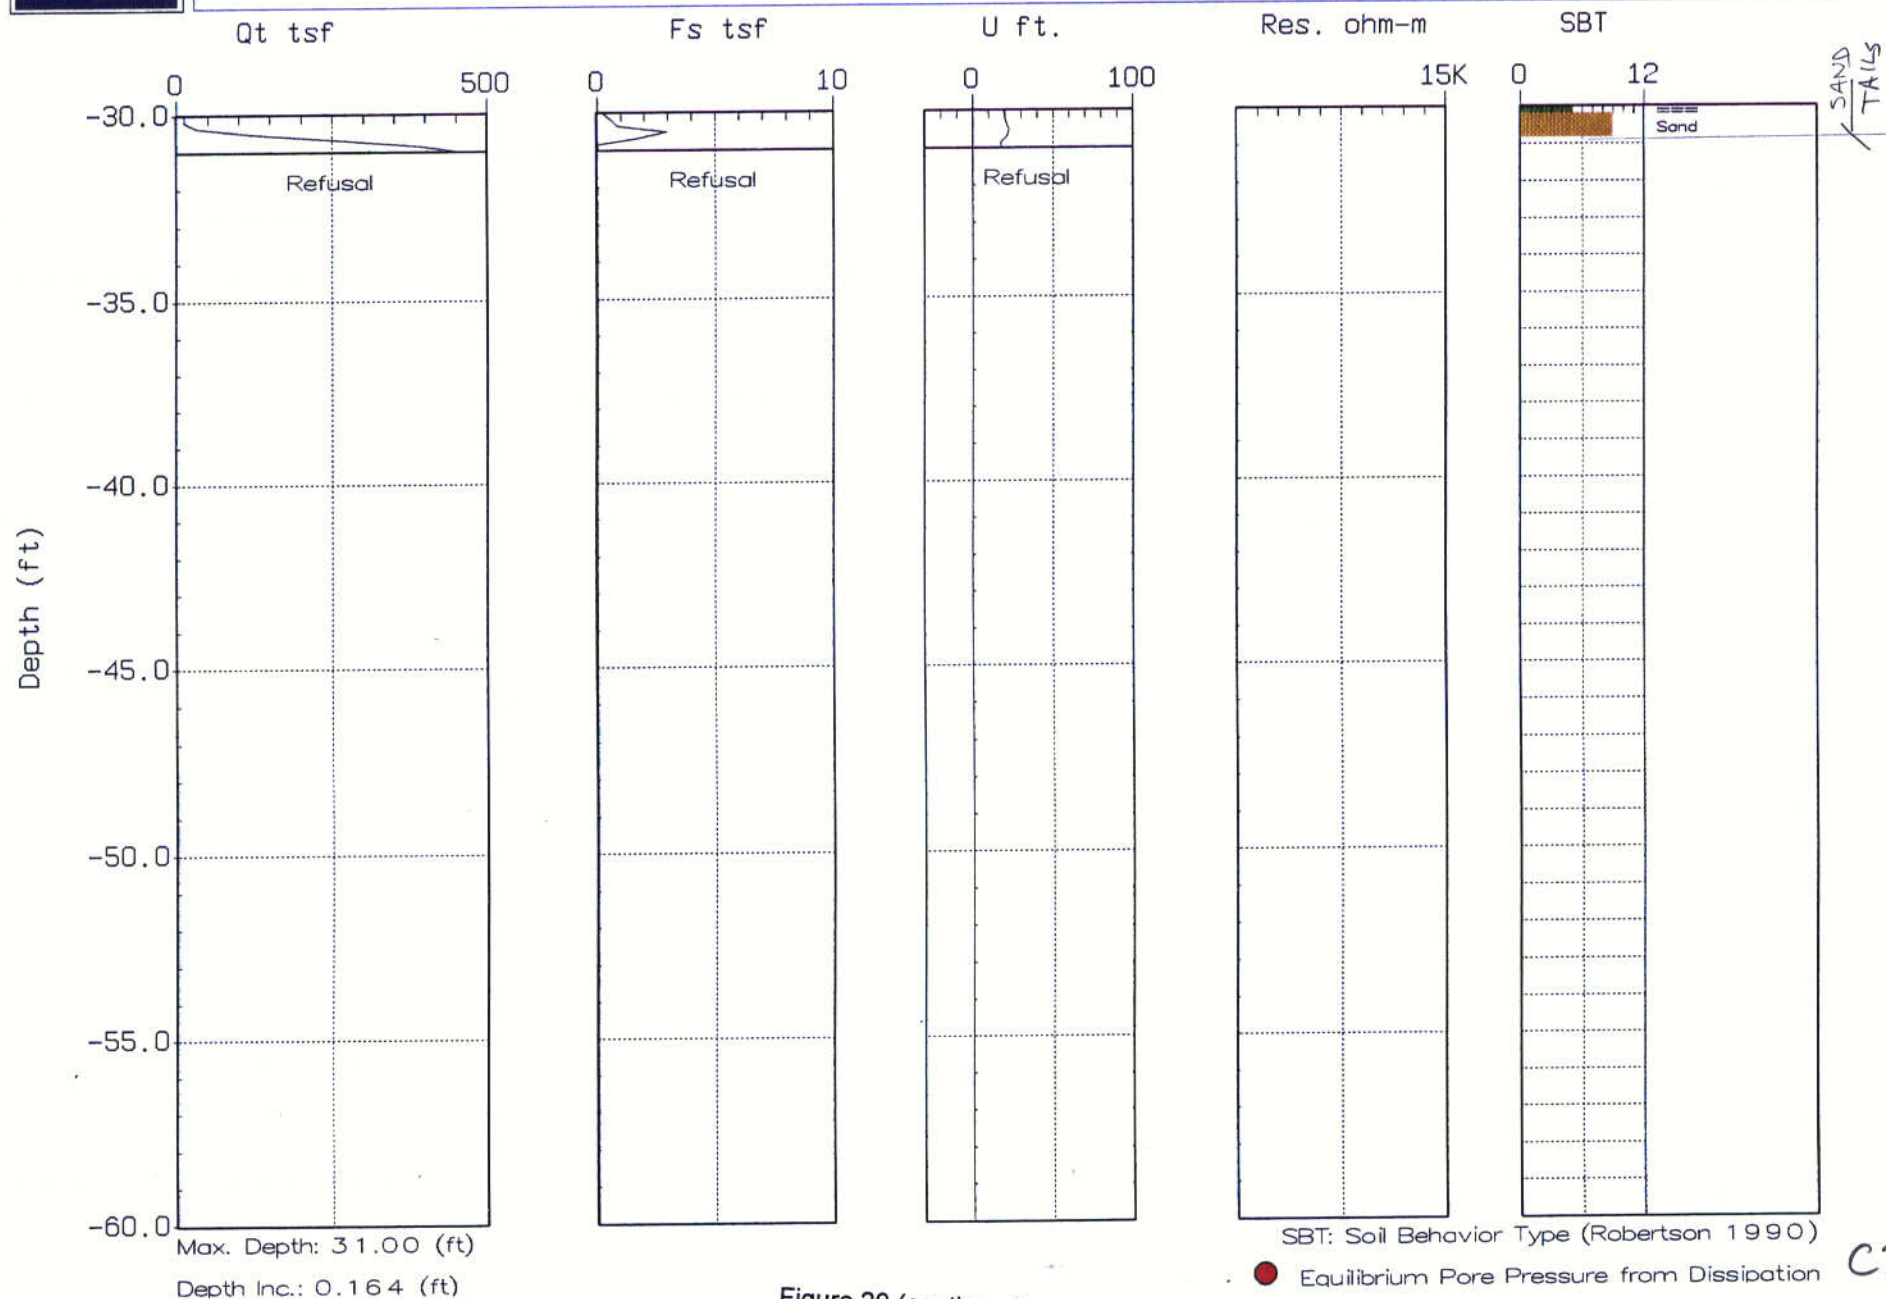 Qt tsf
Fs tsf
U ft.
Res. ohm-m
SBT
0 500
0 10
0 100
15K
0 12
SAND
TAILS
-30.0
-35.0
-40.0
-45.0
-50.0
-55.0
-60.0
Depth (ft)
Refusal
Refusal
Refusal
===
Sand
Max. Depth: 31.00 (ft)
Depth Inc.: 0.164 (ft)
SBT: Soil Behavior Type (Robertson 1990)
Equilibrium Pore Pressure from Dissipation